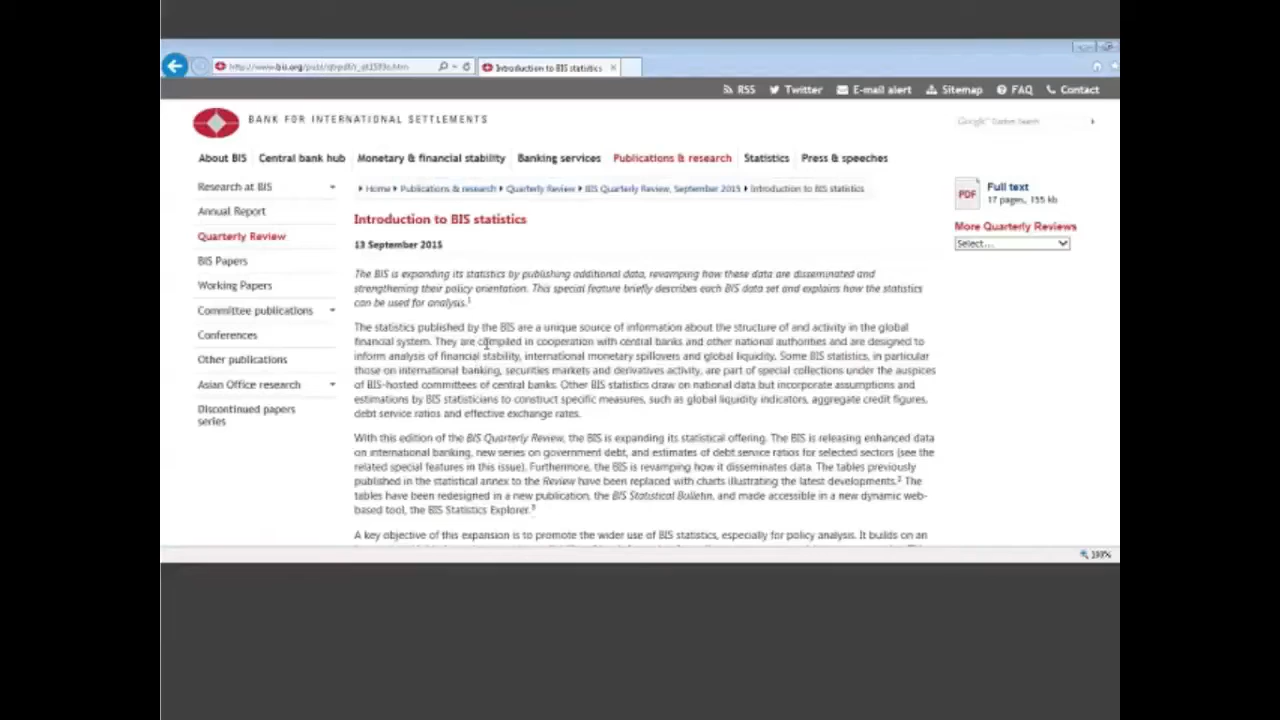 Introduction to BIS statistics
RSS Twitter E-mail alert Sitemap FAQ Contact
BANK FOR INTERNATIONAL SETTLEMENTS
Google Custom Search
About BIS Central bank hub Monetary & financial stability Banking services Publications & research Statistics Press & speeches
Research at BIS
Annual Report
Quarterly Review
BIS Papers
Working Papers
Committee publications
Conferences
Other publications
Asian Office research
Discontinued papers
series
Home Publications & research Quarterly Review BIS Quarterly Review, September 2015 Introduction to BIS statistics
Introduction to BIS statistics
13 September 2015
The BIS is expanding its statistics by publishing additional data, revamping how these data are disseminated and
strengthening their policy orientation. This special feature briefly describes each BIS data set and explains how the statistics
can be used for analysis.1
The statistics published by the BIS are a unique source of information about the structure of and activity in the global
financial system. They are compiled in cooperation with central banks and other national authorities and are designed to
inform analysis of financial stability, international monetary spillovers and global liquidity. Some BIS statistics, in particular
those on international banking, securities markets and derivatives activity, are part of special collections under the auspices
of BIS-hosted committees of central banks. Other BIS statistics draw on national data but incorporate assumptions and
estimations by BIS statisticians to construct specific measures, such as global liquidity indicators, aggregate credit figures,
debt service ratios and effective exchange rates.
With this edition of the BIS Quarterly Review, the BIS is expanding its statistical offering. The BIS is releasing enhanced data
on international banking, new series on government debt, and estimates of debt service ratios for selected sectors (see the
related special features in this issue). Furthermore, the BIS is revamping how it disseminates data. The tables previously
published in the statistical annex to the Review have been replaced with charts illustrating the latest developments.2 The
tables have been redesigned in a new publication, the BIS Statistical Bulletin, and made accessible in a new dynamic web-
based tool, the BIS Statistics Explorer.3
A key objective of this expansion is to promote the wider use of BIS statistics, especially for policy analysis. It builds on an
PDF
Full text
17 pages, 155 kb
More Quarterly Reviews
Select...
100%